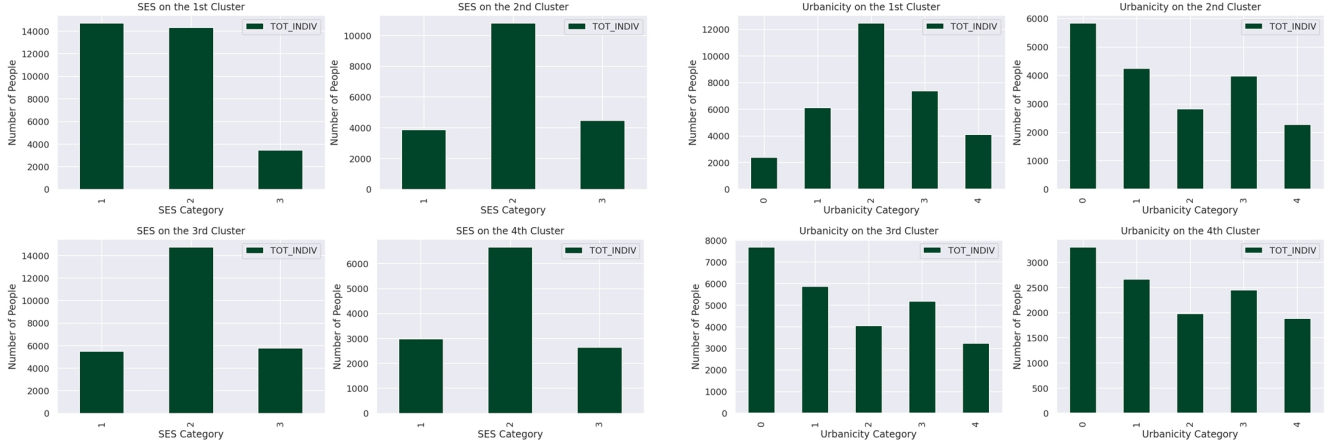 SES on the 1st Cluster
TOT_INDIV
Number of People
14000
12000
10000
8000
6000
4000
2000
0
1
2
3
SES Category
SES on the 2nd Cluster
TOT_INDIV
Number of People
10000
8000
6000
4000
2000
0
1
2
3
SES Category
Urbanicity on the 1st Cluster
TOT_INDIV
Number of People
12000
10000
8000
6000
4000
2000
0
0
1
2
3
4
Urbanicity Category
Urbanicity on the 2nd Cluster
TOT_INDIV
Number of People
6000
5000
4000
3000
2000
1000
0
0
1
2
3
4
Urbanicity Category
SES on the 3rd Cluster
TOT_INDIV
Number of People
14000
12000
10000
8000
6000
4000
2000
0
1
2
3
SES Category
SES on the 4th Cluster
TOT_INDIV
Number of People
6000
5000
4000
3000
2000
1000
0
1
2
3
SES Category
Urbanicity on the 3rd Cluster
TOT_INDIV
Number of People
8000
7000
6000
5000
4000
3000
2000
1000
0
0
1
2
3
4
Urbanicity Category
Urbanicity on the 4th Cluster
TOT_INDIV
Number of People
3000
2500
2000
1500
1000
500
0
0
1
2
3
4
Urbanicity Category